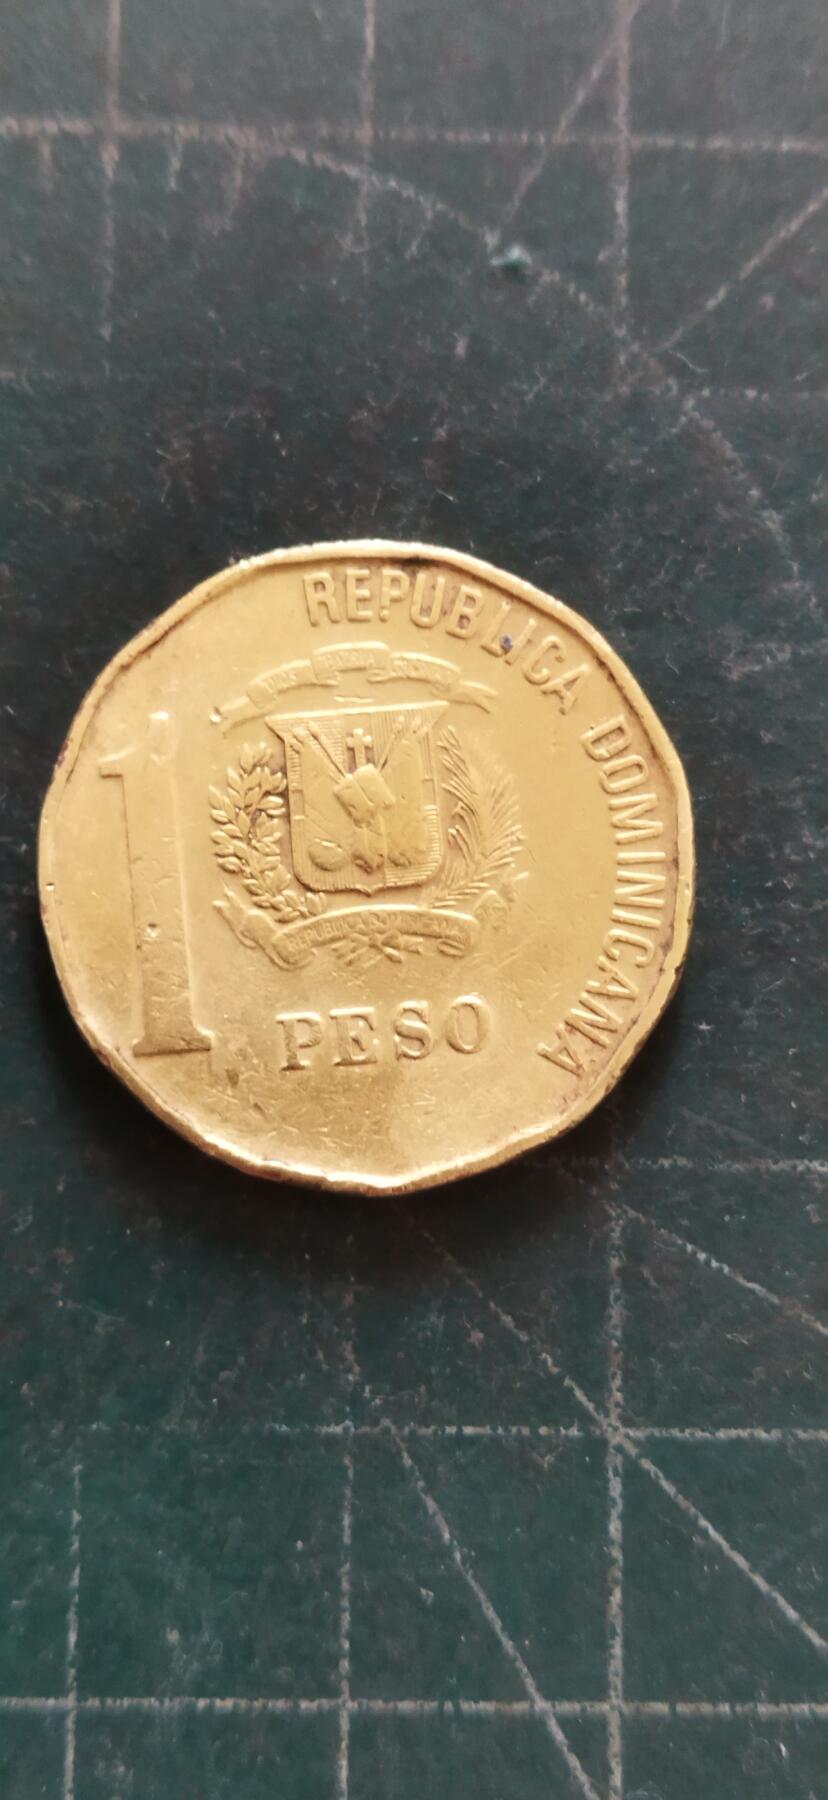 REPUBLICA DOMINICANA
DIOS PATRIA LIBERTAD
1
REPUBLICA DOMINICANA
PESO